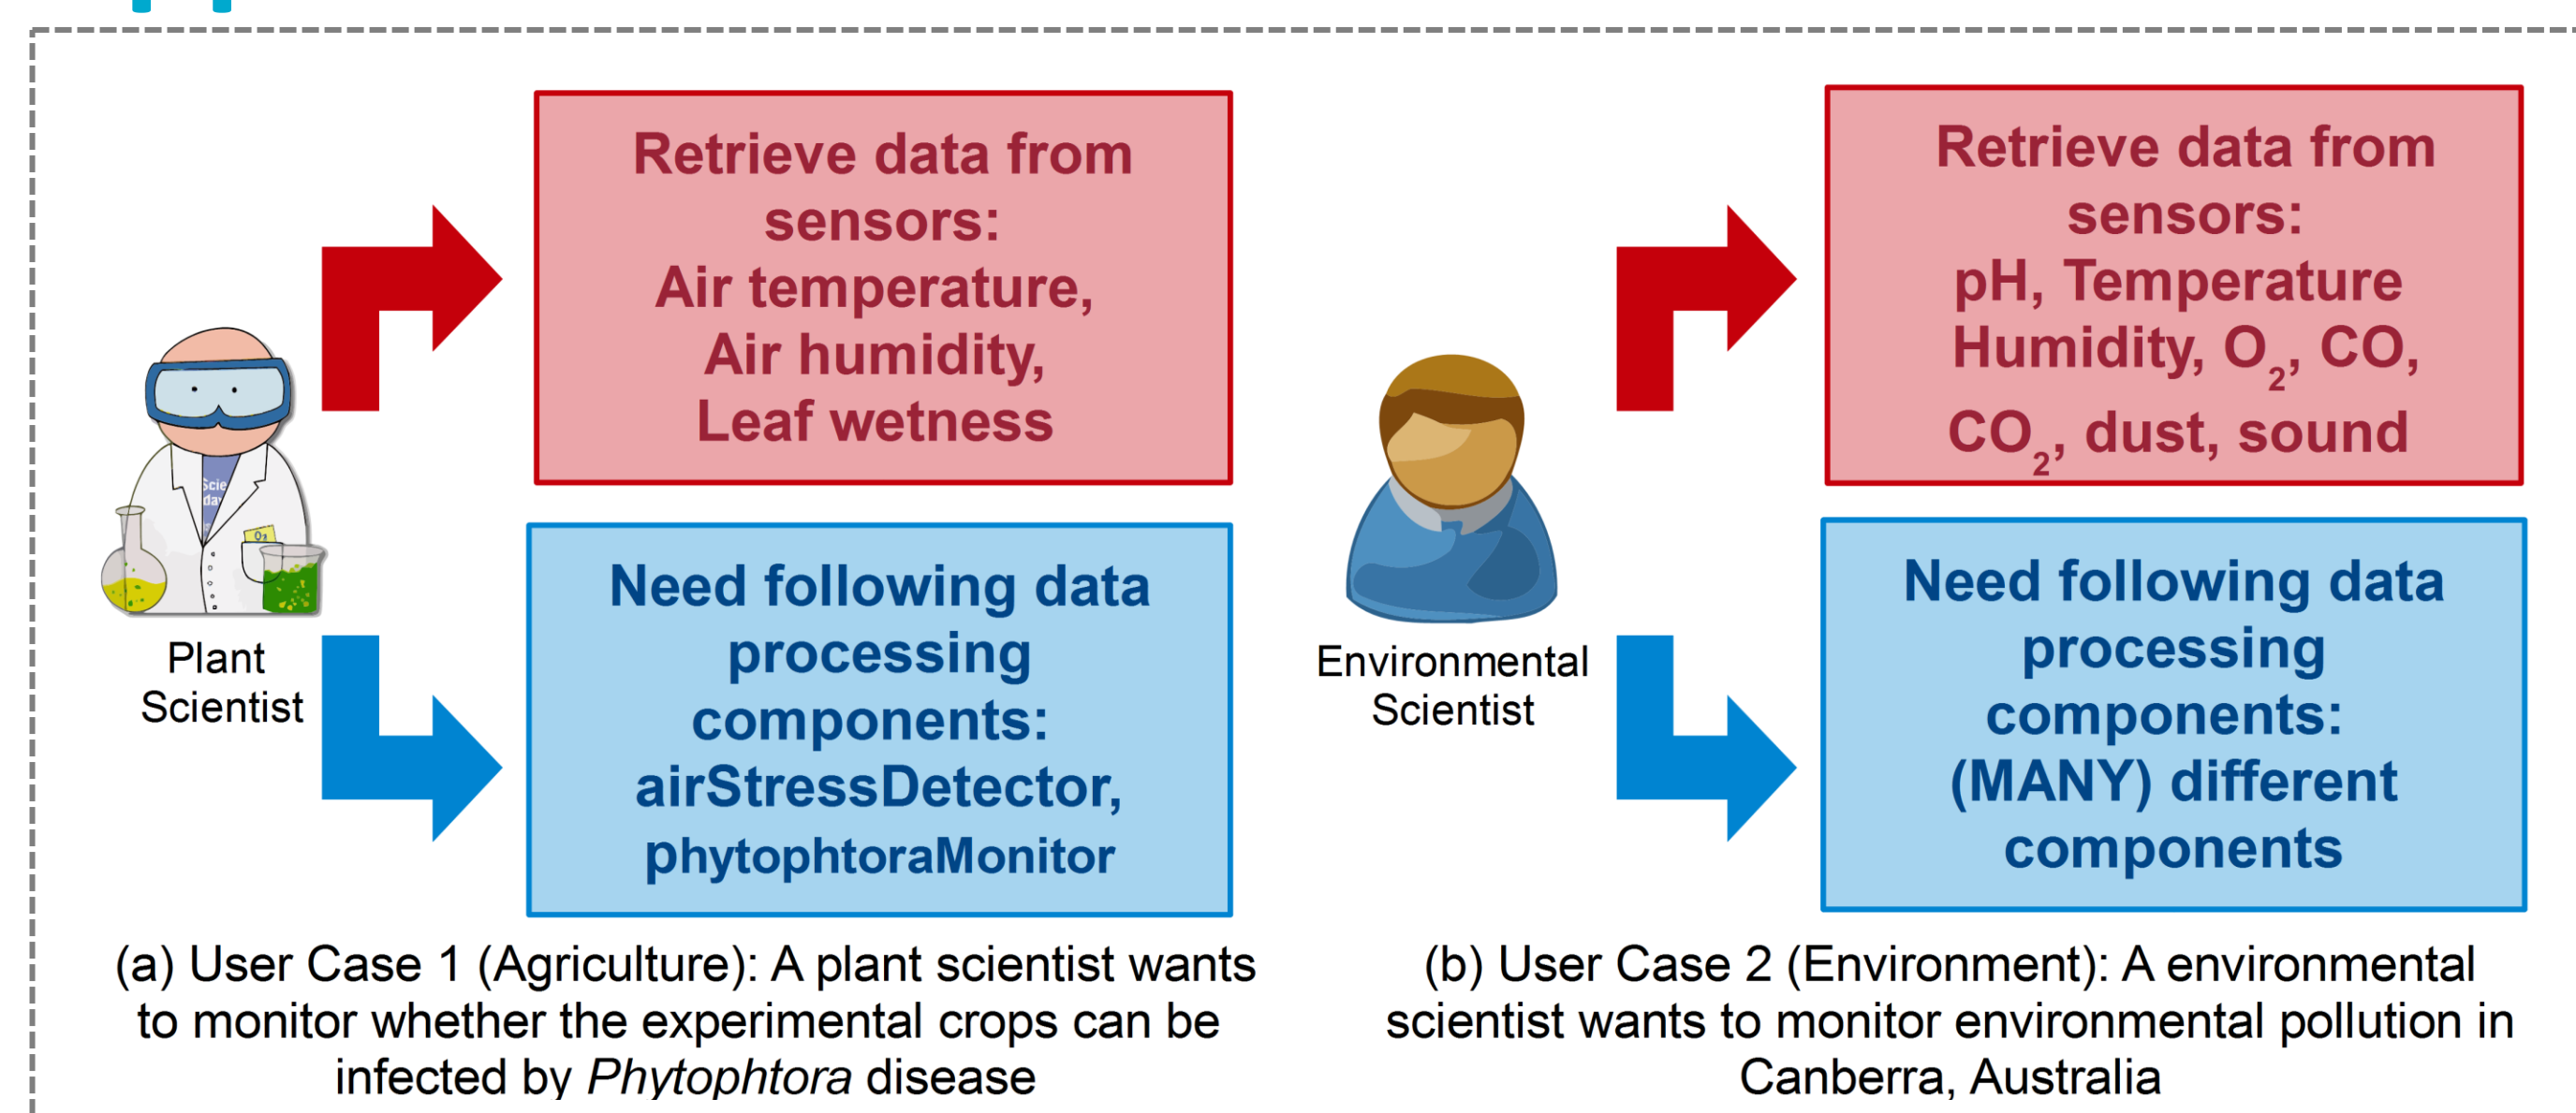 Retrieve data from
sensors:
Air temperature,
Air humidity,
Leaf wetness
Scie
day
O₃
Plant
Scientist
Need following data
processing
components:
airStressDetector,
phytophtoraMonitor
(a) User Case 1 (Agriculture): A plant scientist wants
to monitor whether the experimental crops can be
infected by Phytophtora disease
Retrieve data from
sensors:
pH, Temperature
Humidity, O₂, CO,
CO₂, dust, sound
Environmental
Scientist
Need following data
processing
components:
(MANY) different
components
(b) User Case 2 (Environment): A environmental
scientist wants to monitor environmental pollution in
Canberra, Australia